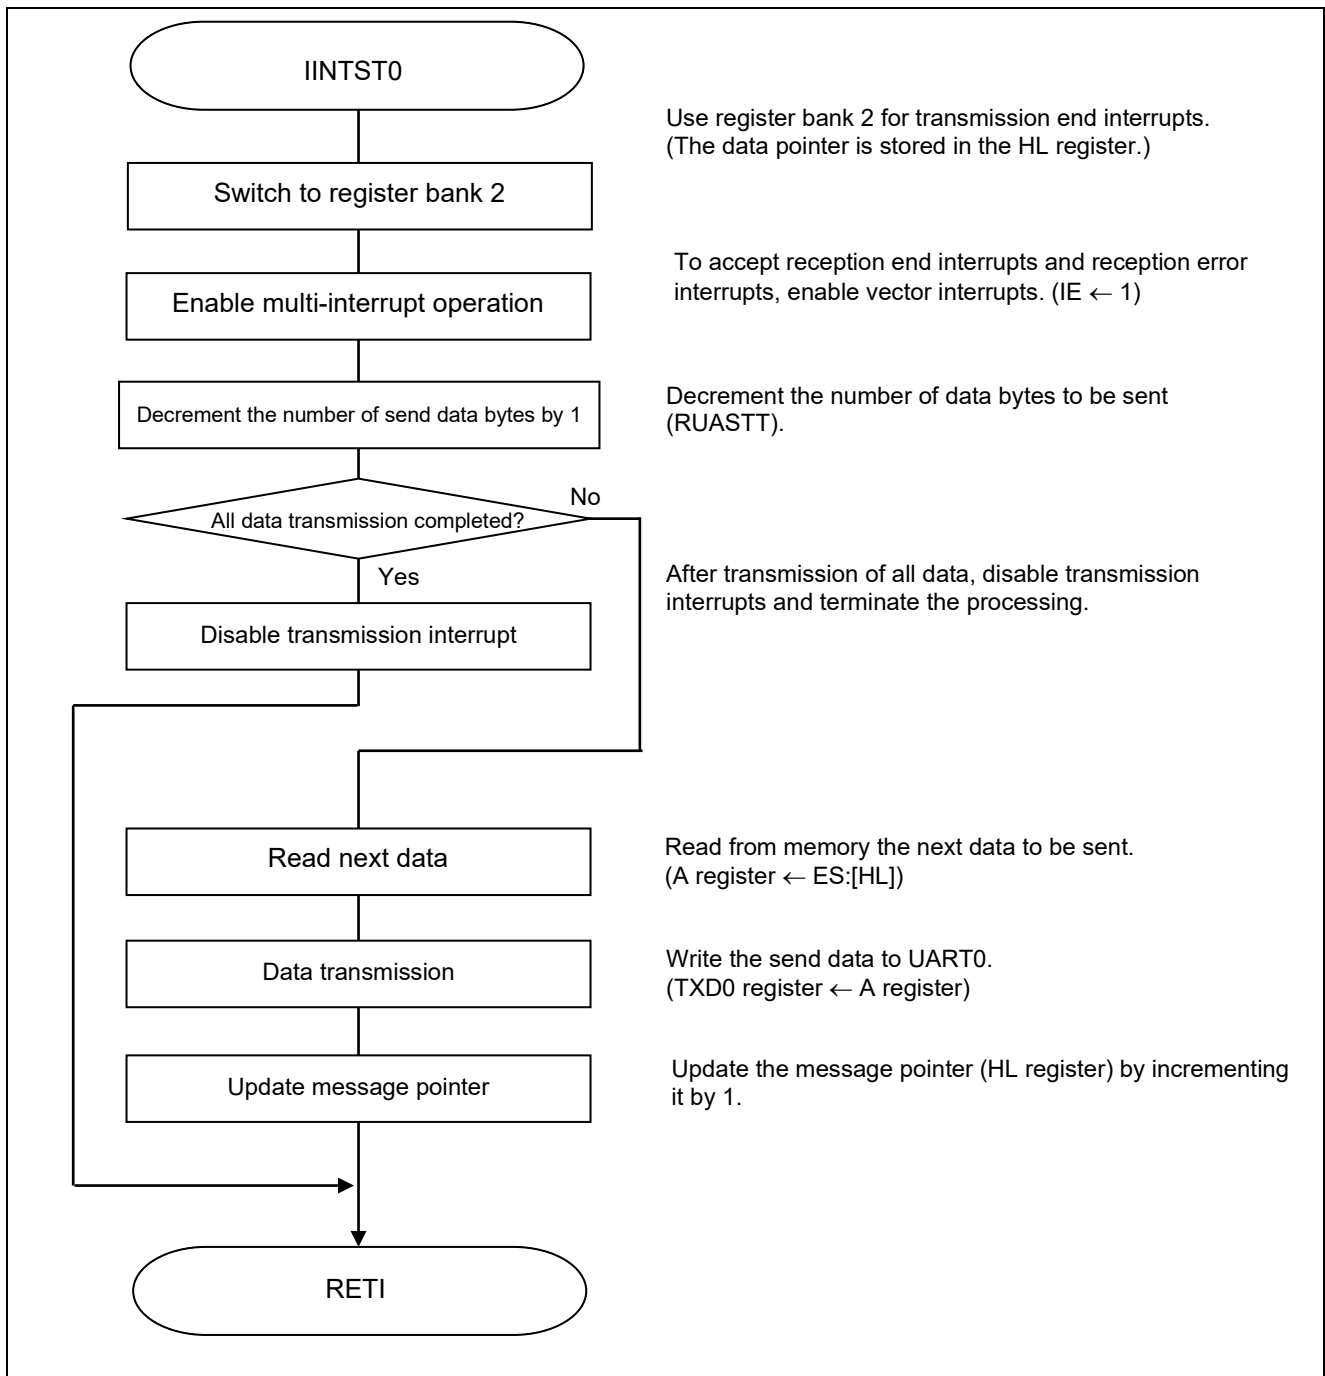 IINTST0
Use register bank 2 for transmission end interrupts.
(The data pointer is stored in the HL register.)
Switch to register bank 2
To accept reception end interrupts and reception error
interrupts, enable vector interrupts. (IE ← 1)
Enable multi-interrupt operation
Decrement the number of data bytes to be sent
(RUASTT).
Decrement the number of send data bytes by 1
No
All data transmission completed?
Yes
After transmission of all data, disable transmission
interrupts and terminate the processing.
Disable transmission interrupt
Read next data
Read from memory the next data to be sent.
(A register ← ES:[HL])
Data transmission
Write the send data to UART0.
(TXD0 register ← A register)
Update message pointer
Update the message pointer (HL register) by incrementing
it by 1.
RETI